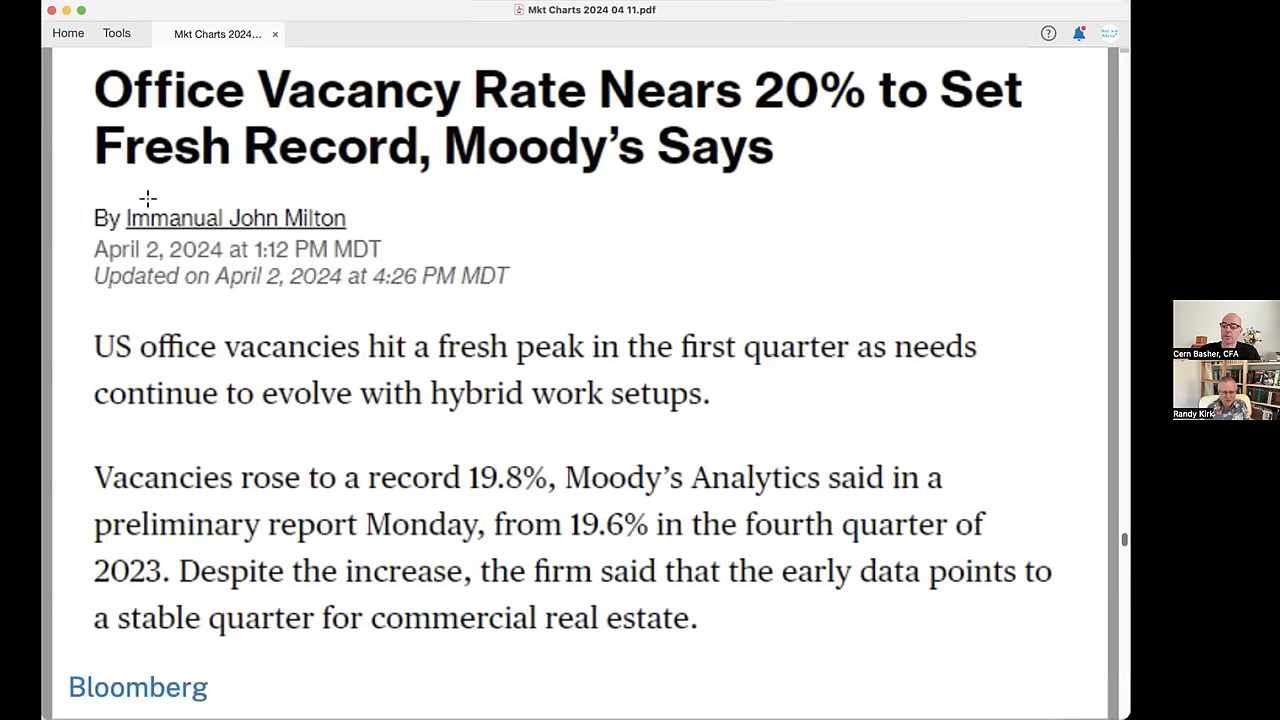 Mkt Charts 2024 04 11.pdf
Home
Tools
Mkt Charts 2024...
Office Vacancy Rate Nears 20% to Set
Fresh Record, Moody’s Says
By Immanual John Milton
April 2, 2024 at 1:12 PM MDT
Updated on April 2, 2024 at 4:26 PM MDT
US office vacancies hit a fresh peak in the first quarter as needs
continue to evolve with hybrid work setups.
Vacancies rose to a record 19.8%, Moody’s Analytics said in a
preliminary report Monday, from 19.6% in the fourth quarter of
2023. Despite the increase, the firm said that the early data points to
a stable quarter for commercial real estate.
Bloomberg
Cern Basher, CFA
Randy Kirk